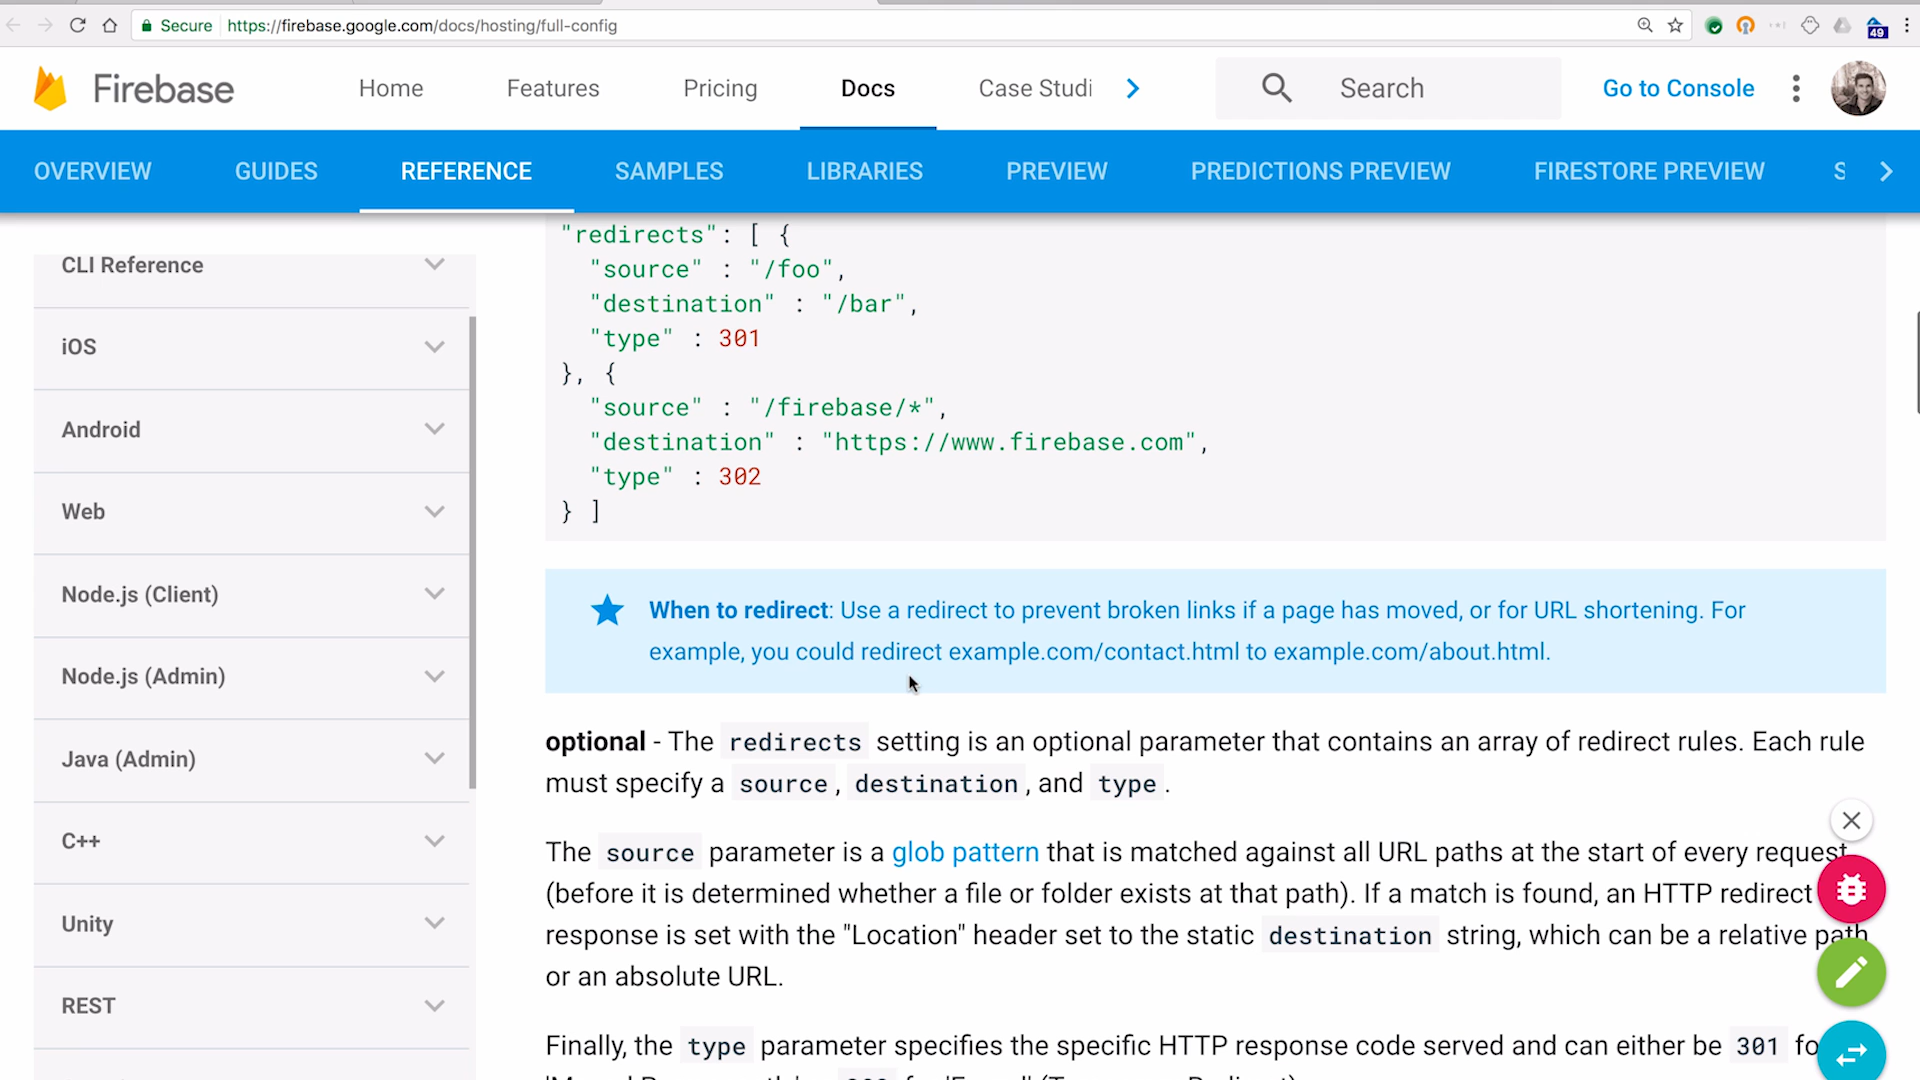 Secure https://firebase.google.com/docs/hosting/full-config
49
Firebase Home Features Pricing Docs Case Studi Search Go to Console
OVERVIEW GUIDES REFERENCE SAMPLES LIBRARIES PREVIEW PREDICTIONS PREVIEW FIRESTORE PREVIEW S
CLI Reference
iOS
Android
Web
Node.js (Client)
Node.js (Admin)
Java (Admin)
C++
Unity
REST
"redirects": [ {
"source" : "/foo",
"destination" : "/bar",
"type" : 301
}, {
"source" : "/firebase/*",
"destination" : "https://www.firebase.com",
"type" : 302
} ]
When to redirect: Use a redirect to prevent broken links if a page has moved, or for URL shortening. For
example, you could redirect example.com/contact.html to example.com/about.html.
optional - The redirects setting is an optional parameter that contains an array of redirect rules. Each rule
must specify a source, destination, and type.
The source parameter is a glob pattern that is matched against all URL paths at the start of every request
(before it is determined whether a file or folder exists at that path). If a match is found, an HTTP redirect
response is set with the "Location" header set to the static destination string, which can be a relative path
or an absolute URL.
Finally, the type parameter specifies the specific HTTP response code served and can either be 301 fo